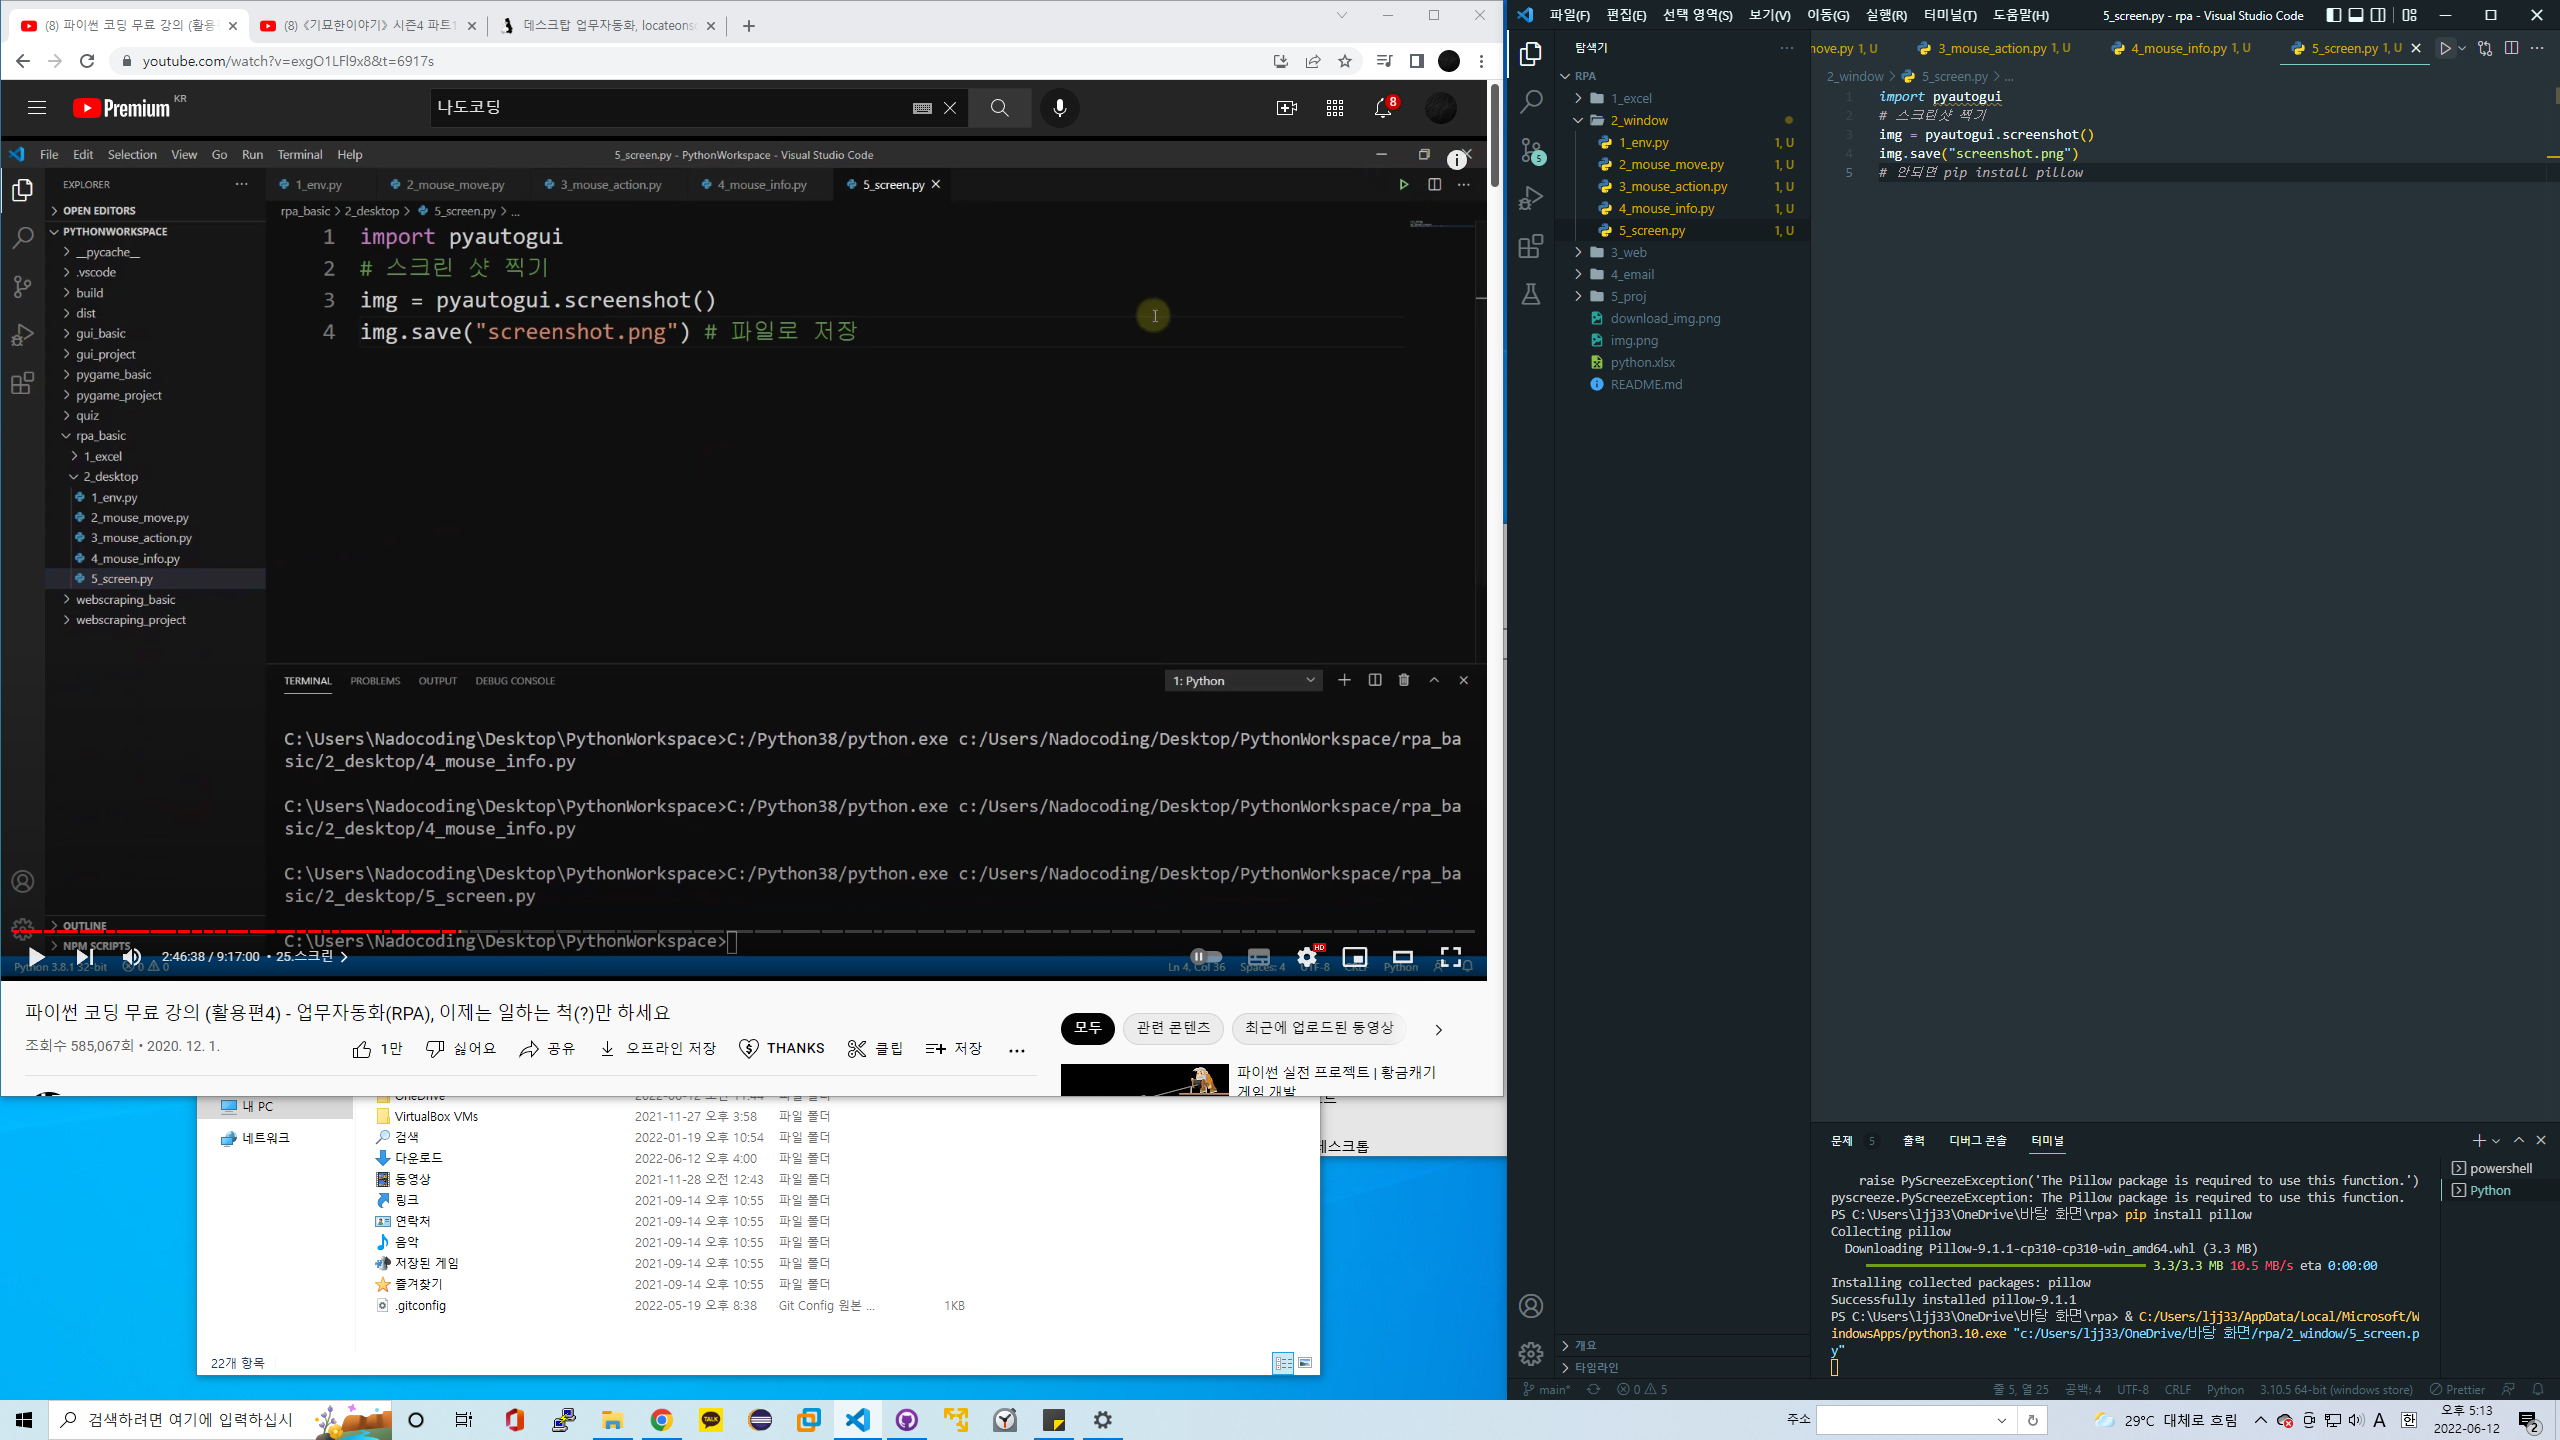 (8) 파이썬 코딩 무료 강의 (활용
(8) 《기묘한이야기》 시즌4 파트1
데스크탑 업무자동화, locateonsc
youtube.com/watch?v=exgO1LFl9x8&t=6917s
Premium KR
나도코딩
8
File Edit Selection View Go Run Terminal Help
5_screen.py - PythonWorkspace - Visual Studio Code
EXPLORER
1_env.py
2_mouse_move.py
3_mouse_action.py
4_mouse_info.py
5_screen.py
OPEN EDITORS
rpa_basic > 2_desktop > 5_screen.py > ...
PYTHONWORKSPACE
__pycache__
.vscode
build
dist
gui_basic
gui_project
pygame_basic
pygame_project
quiz
rpa_basic
1_excel
2_desktop
1_env.py
2_mouse_move.py
3_mouse_action.py
4_mouse_info.py
5_screen.py
webscraping_basic
webscraping_project
OUTLINE
NPM SCRIPTS
1 import pyautogui
2 # 스크린 샷 찍기
3 img = pyautogui.screenshot()
4 img.save("screenshot.png") # 파일로 저장
TERMINAL PROBLEMS OUTPUT DEBUG CONSOLE
1: Python
C:\Users\Nadocoding\Desktop\PythonWorkspace>C:/Python38/python.exe c:/Users/Nadocoding/Desktop/PythonWorkspace/rpa_ba
sic/2_desktop/4_mouse_info.py
C:\Users\Nadocoding\Desktop\PythonWorkspace>C:/Python38/python.exe c:/Users/Nadocoding/Desktop/PythonWorkspace/rpa_ba
sic/2_desktop/4_mouse_info.py
C:\Users\Nadocoding\Desktop\PythonWorkspace>C:/Python38/python.exe c:/Users/Nadocoding/Desktop/PythonWorkspace/rpa_ba
sic/2_desktop/5_screen.py
C:\Users\Nadocoding\Desktop\PythonWorkspace>
2:46:38 / 9:17:00 • 25.스크린
HD
Python 3.8.1 32-bit 0 0
Ln 4, Col 36 Spaces: 4 UTF-8 CRLF Python
파이썬 코딩 무료 강의 (활용편4) - 업무자동화(RPA), 이제는 일하는 척(?)만 하세요
조회수 585,067회 • 2020. 12. 1.
1만 싫어요 공유 오프라인 저장 THANKS 클립 저장
모두 관련 콘텐츠 최근에 업로드된 동영상
파이썬 실전 프로젝트 | 황금캐기
게임 개발
데스크톱
내 PC
네트워크
OneDrive 2022-06-12 오전 11:44 파일 폴더
VirtualBox VMs 2021-11-27 오후 3:58 파일 폴더
검색 2022-01-19 오후 10:54 파일 폴더
다운로드 2022-06-12 오후 4:00 파일 폴더
동영상 2021-11-28 오전 12:43 파일 폴더
링크 2021-09-14 오후 10:55 파일 폴더
연락처 2021-09-14 오후 10:55 파일 폴더
음악 2021-09-14 오후 10:55 파일 폴더
저장된 게임 2021-09-14 오후 10:55 파일 폴더
즐겨찾기 2021-09-14 오후 10:55 파일 폴더
.gitconfig 2022-05-19 오후 8:38 Git Config 원본 ... 1KB
22개 항목
파일(F) 편집(E) 선택 영역(S) 보기(V) 이동(G) 실행(R) 터미널(T) 도움말(H)
5_screen.py - rpa - Visual Studio Code
탐색기
move.py 1, U
3_mouse_action.py 1, U
4_mouse_info.py 1, U
5_screen.py 1, U
2_window > 5_screen.py > ...
5
RPA
1_excel
2_window
1_env.py 1, U
2_mouse_move.py 1, U
3_mouse_action.py 1, U
4_mouse_info.py 1, U
5_screen.py 1, U
3_web
4_email
5_proj
download_img.png
img.png
python.xlsx
README.md
개요
타임라인
1 import pyautogui
2 # 스크린샷 찍기
3 img = pyautogui.screenshot()
4 img.save("screenshot.png")
5 # 안되면 pip install pillow
문제 5 출력 디버그 콘솔 터미널
powershell
Python
raise PyScreezeException('The Pillow package is required to use this function.')
pyscreeze.PyScreezeException: The Pillow package is required to use this function.
PS C:\Users\ljj33\OneDrive\바탕 화면\rpa> pip install pillow
Collecting pillow
Downloading Pillow-9.1.1-cp310-cp310-win_amd64.whl (3.3 MB)
3.3/3.3 MB 10.5 MB/s eta 0:00:00
Installing collected packages: pillow
Successfully installed pillow-9.1.1
PS C:\Users\ljj33\OneDrive\바탕 화면\rpa> & C:/Users/ljj33/AppData/Local/Microsoft/W
indowsApps/python3.10.exe "c:/Users/ljj33/OneDrive/바탕 화면/rpa/2_window/5_screen.p
y"
main* 0 5
줄 5, 열 25 공백: 4 UTF-8 CRLF Python 3.10.5 64-bit (windows store) Prettier
검색하려면 여기에 입력하십시
TALK
주소
29°C 대체로 흐림
A 한
오후 5:13
2022-06-12
2